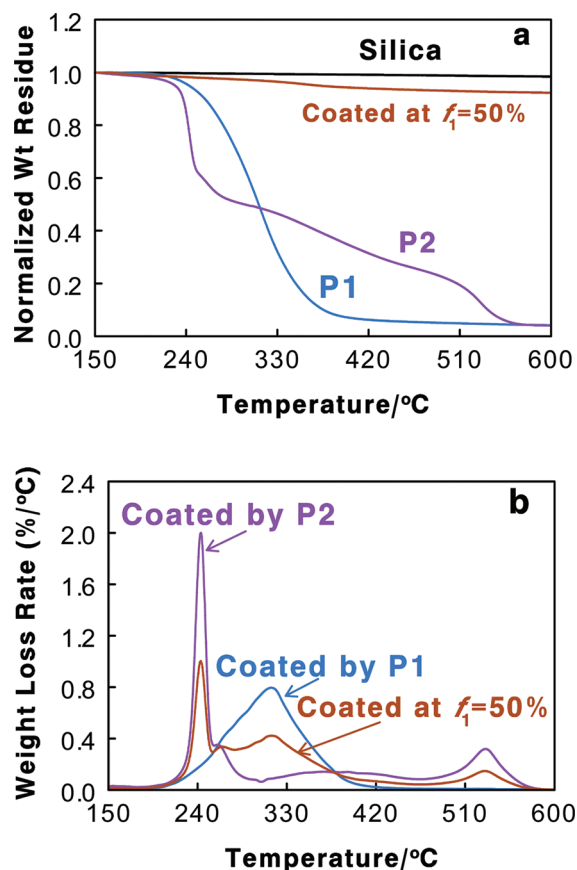 a
1.2
1.0
0.8
0.6
0.4
0.2
0.0
Normalized Wt Residue
Silica
Coated at f₁=50%
P2
P1
150 240 330 420 510 600
Temperature/ºC
b
2.4
2.0
1.6
1.2
0.8
0.4
0.0
Weight Loss Rate (%/ºC)
Coated by P2
Coated by P1
Coated at f₁=50%
150 240 330 420 510 600
Temperature/ºC